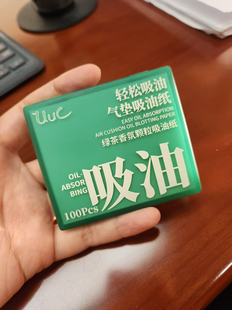 UUC
轻松吸油
气垫吸油纸
EASY OIL ABSORPTION
AIR CUSHION OIL BLOTTING PAPER
绿茶香氛颗粒吸油纸
OIL-
ABSOR
BING
吸油
100Pcs